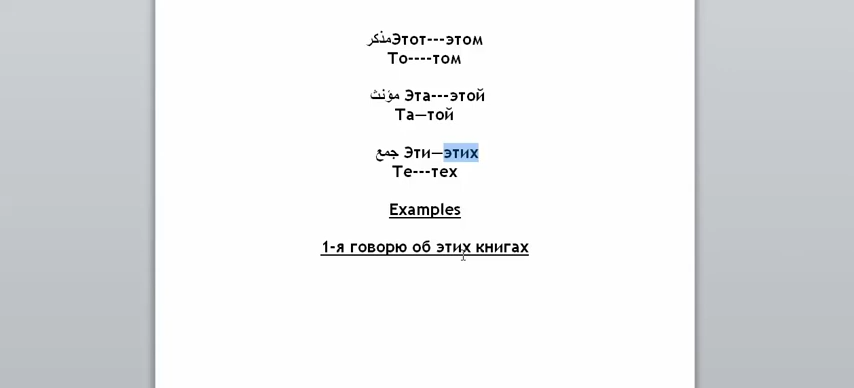 مذكرЭтот---этом
То----том
مؤنث Эта---этой
Та—той
جمع Эти—этих
Те---тех
Examples
1-я говорю об этих книгах